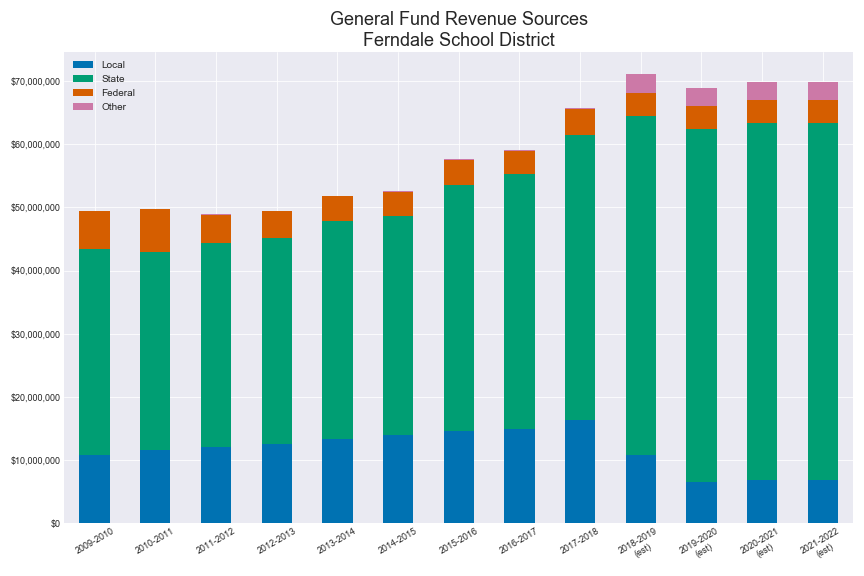 General Fund Revenue Sources
Ferndale School District
Local
State
Federal
Other
$70,000,000
$60,000,000
$50,000,000
$40,000,000
$30,000,000
$20,000,000
$10,000,000
$0
2009-2010
2010-2011
2011-2012
2012-2013
2013-2014
2014-2015
2015-2016
2016-2017
2017-2018
2018-2019
(est)
2019-2020
(est)
2020-2021
(est)
2021-2022
(est)